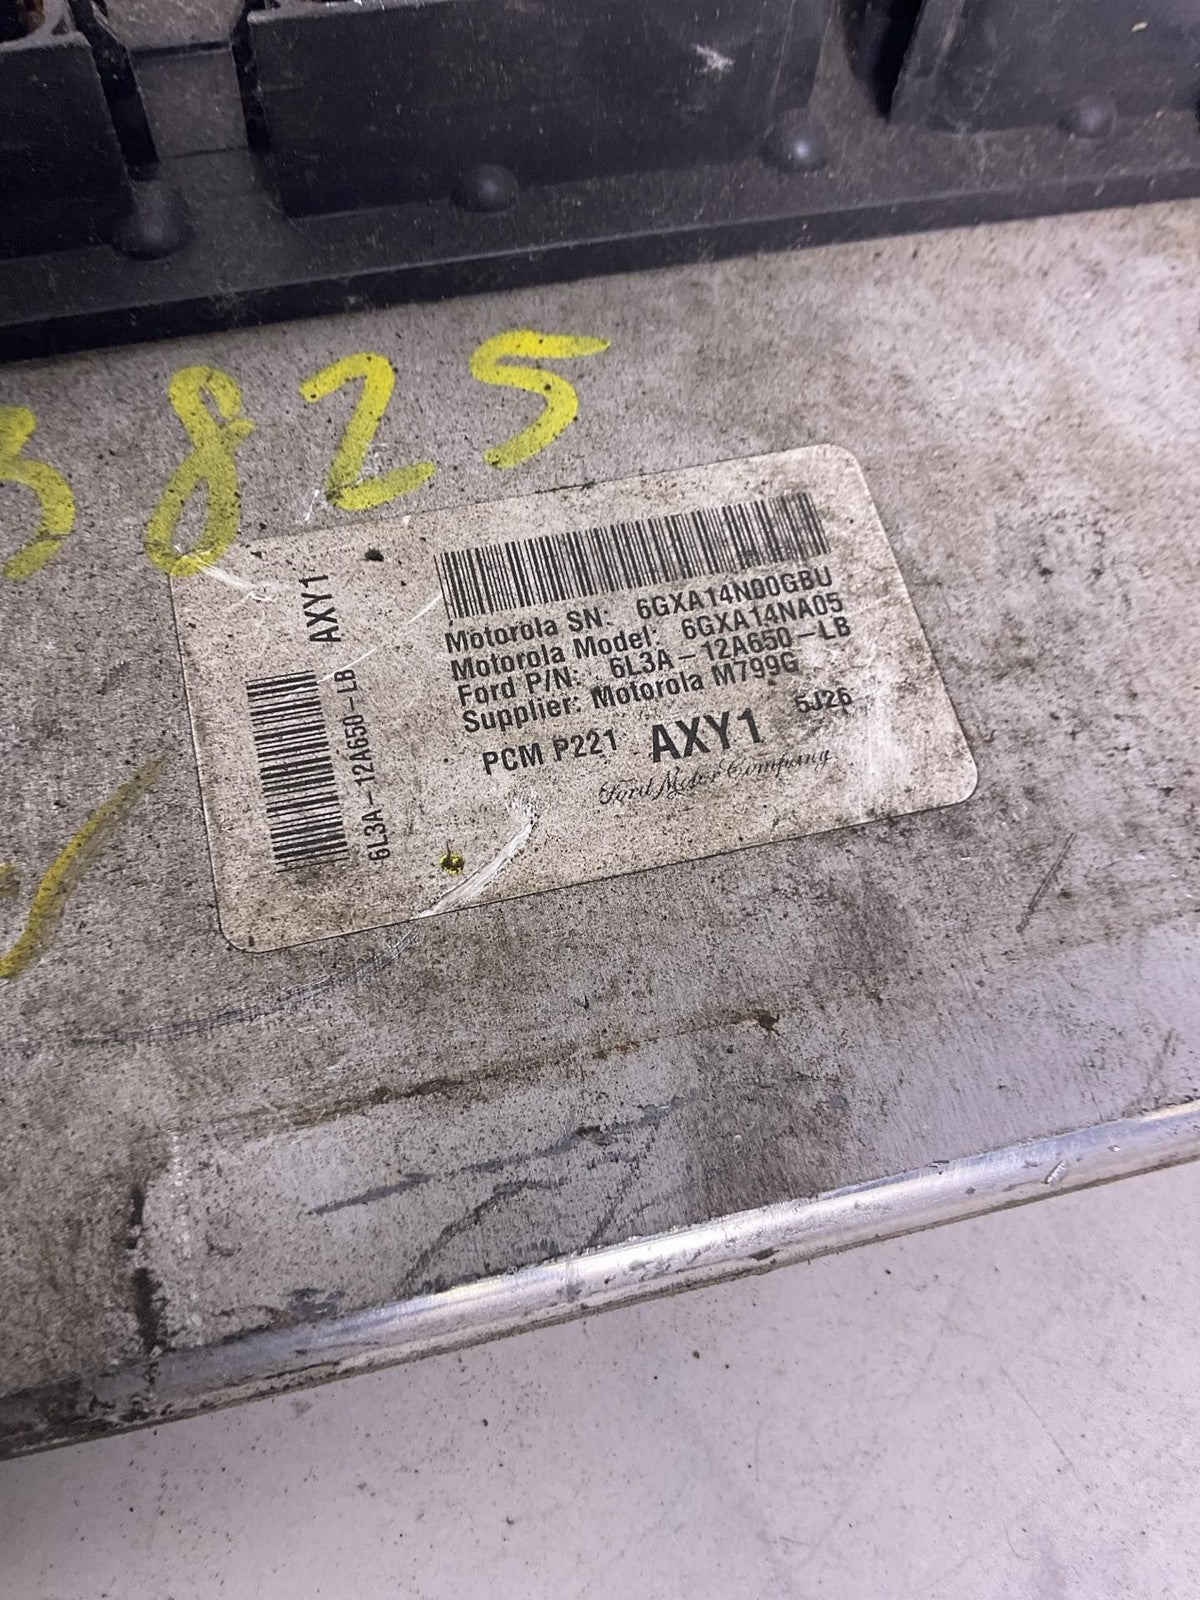 3825
AXY1
6L3A-12A650-LB
Motorola SN: 6GXA14N00GBU
Motorola Model: 6GXA14NA05
Ford P/N: 6L3A-12A650-LB
Supplier: Motorola M799G
PCM P221 AXY1 5J26
Ford Motor Company